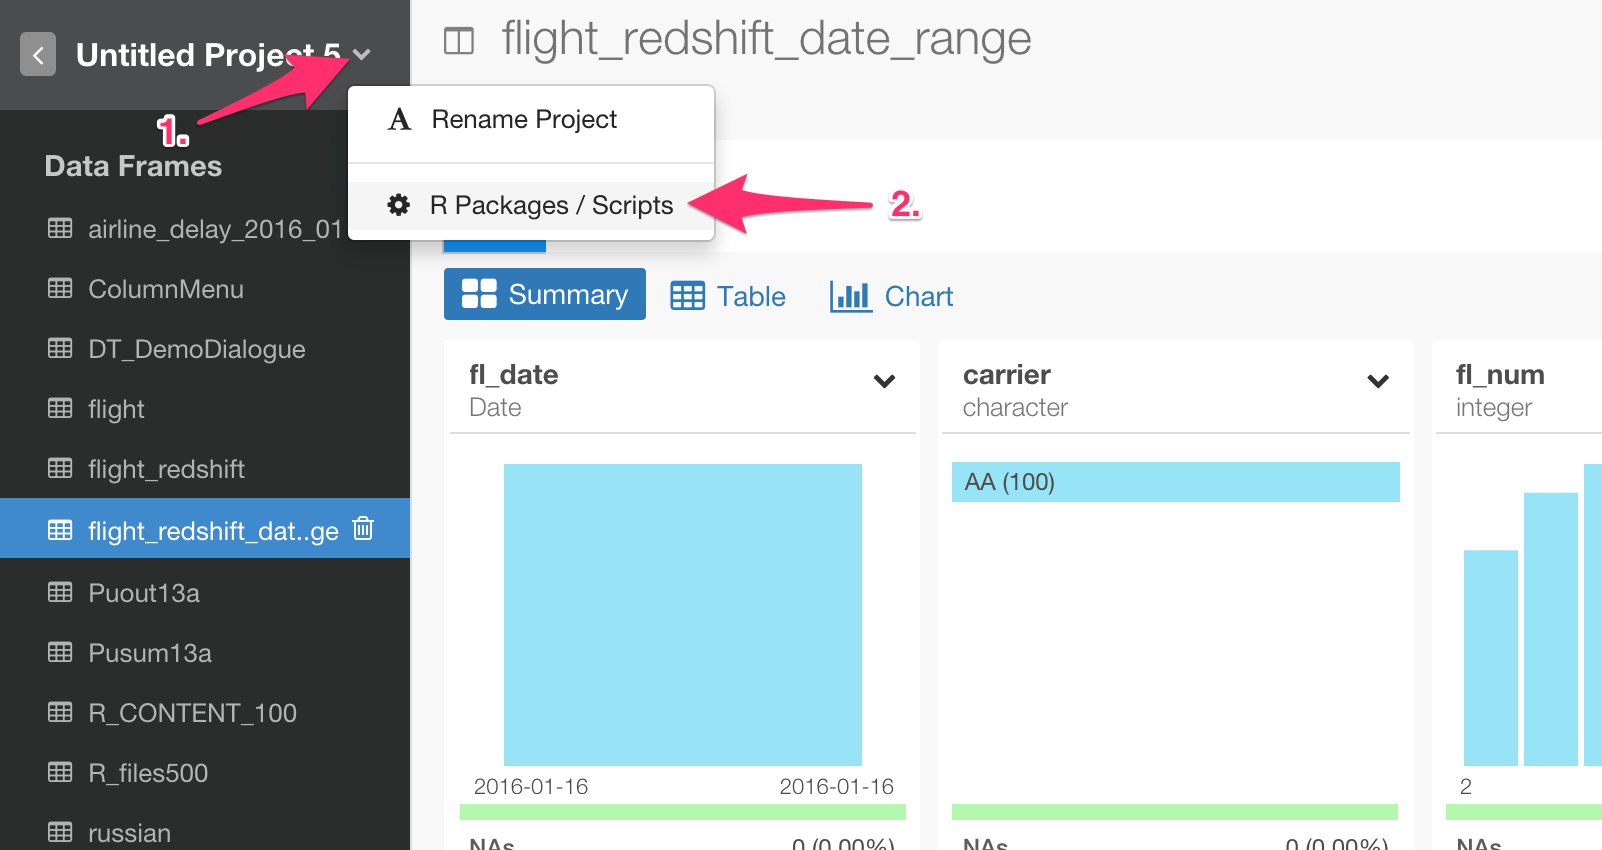 Untitled Project 5
1.
Data Frames
airline_delay_2016_01
ColumnMenu
DT_DemoDialogue
flight
flight_redshift
flight_redshift_dat..ge
Puout13a
Pusum13a
R_CONTENT_100
R_files500
russian
flight_redshift_date_range
Rename Project
R Packages / Scripts
2.
Summary
Table
Chart
fl_date
Date
2016-01-16 2016-01-16
NAs 0 (0.00%)
carrier
character
AA (100)
NAs 0 (0.00%)
fl_num
integer
2
NAs